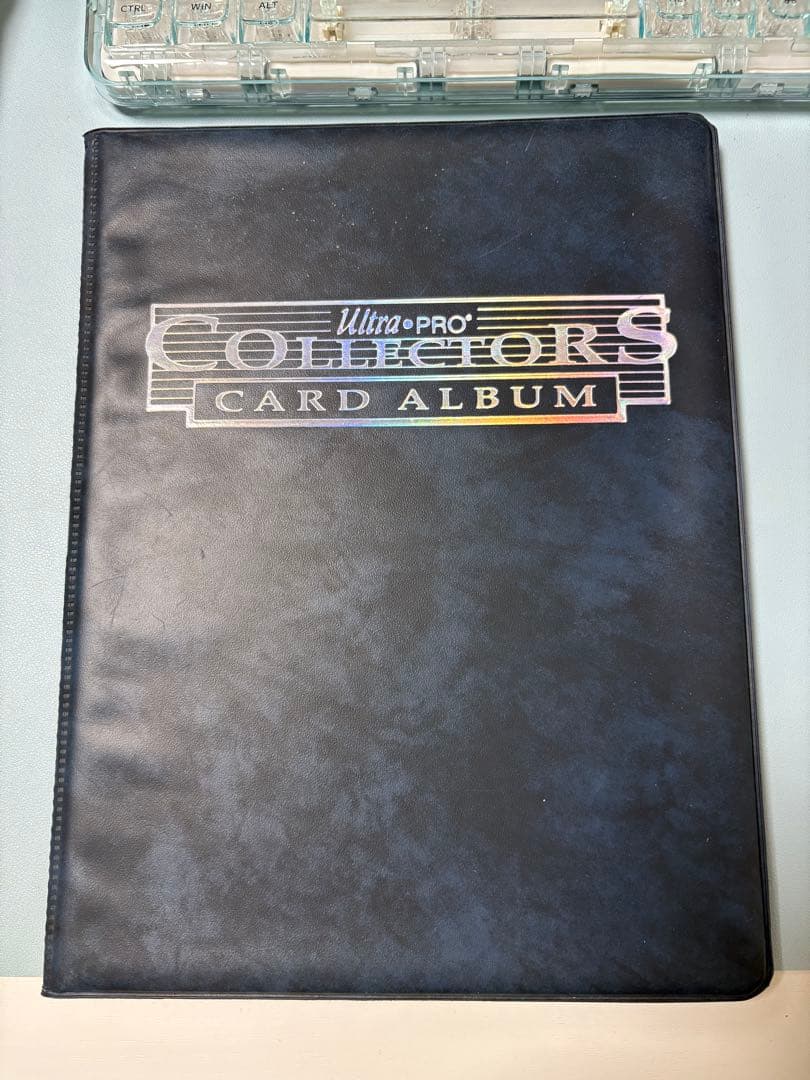 CTRL WIN ALT
Ultra•PRO®
COLLECTORS
CARD ALBUM